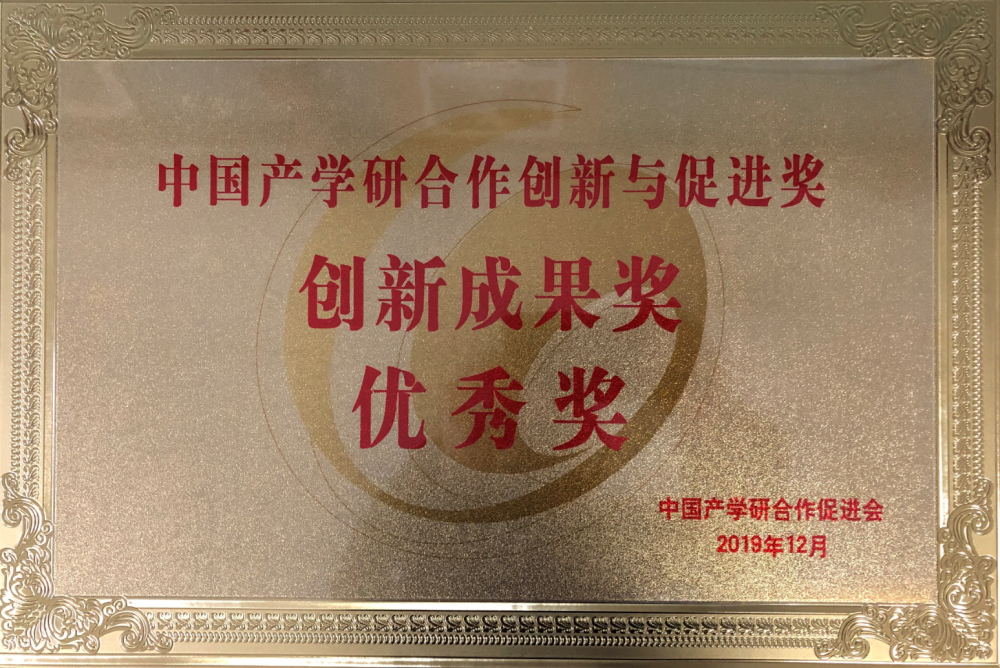 中国产学研合作创新与促进奖
创新成果奖
优秀奖
中国产学研合作促进会
2019年12月